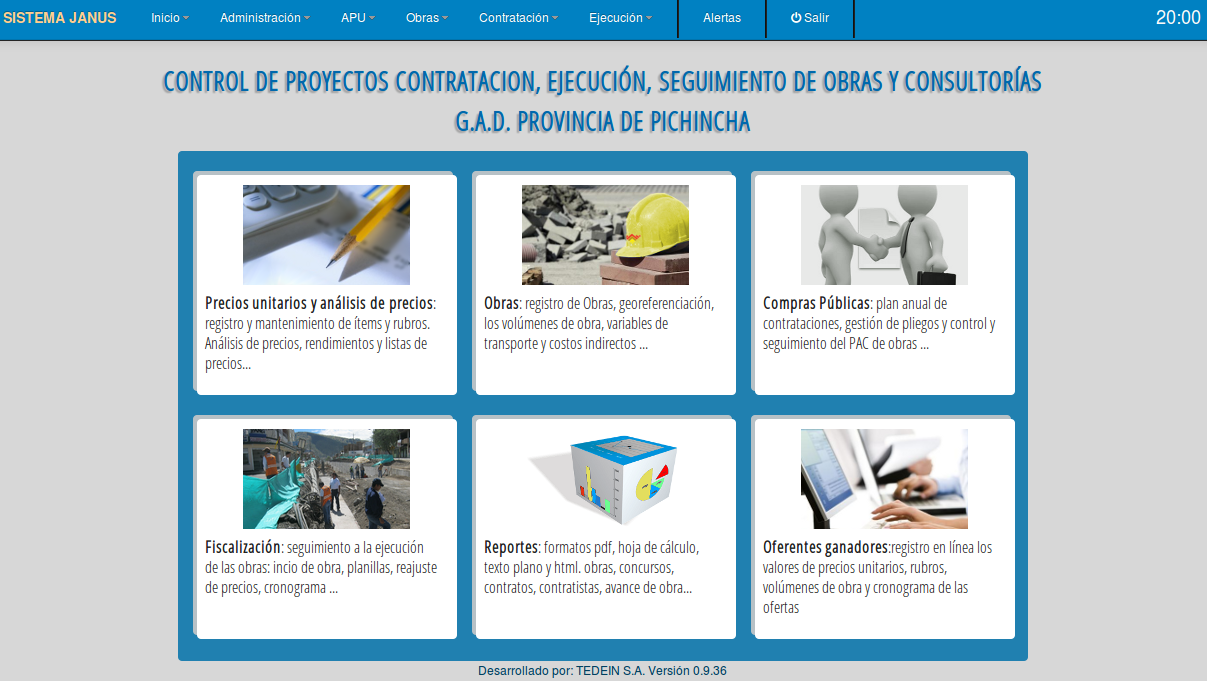 SISTEMA JANUS Inicio Administración APU Obras Contratación Ejecución Alertas Salir 20:00
CONTROL DE PROYECTOS CONTRATACION, EJECUCIÓN, SEGUIMIENTO DE OBRAS Y CONSULTORÍAS
G.A.D. PROVINCIA DE PICHINCHA
Precios unitarios y análisis de precios:
registro y mantenimiento de ítems y rubros.
Análisis de precios, rendimientos y listas de
precios...
Obras: registro de Obras, georeferenciación,
los volúmenes de obra, variables de
transporte y costos indirectos ...
Compras Públicas: plan anual de
contrataciones, gestión de pliegos y control y
seguimiento del PAC de obras ...
Fiscalización: seguimiento a la ejecución
de las obras: incio de obra, planillas, reajuste
de precios, cronograma ...
Reportes: formatos pdf, hoja de cálculo,
texto plano y html. obras, concursos,
contratos, contratistas, avance de obra...
Oferentes ganadores:registro en línea los
valores de precios unitarios, rubros,
volúmenes de obra y cronograma de las
ofertas
Desarrollado por: TEDEIN S.A. Versión 0.9.36